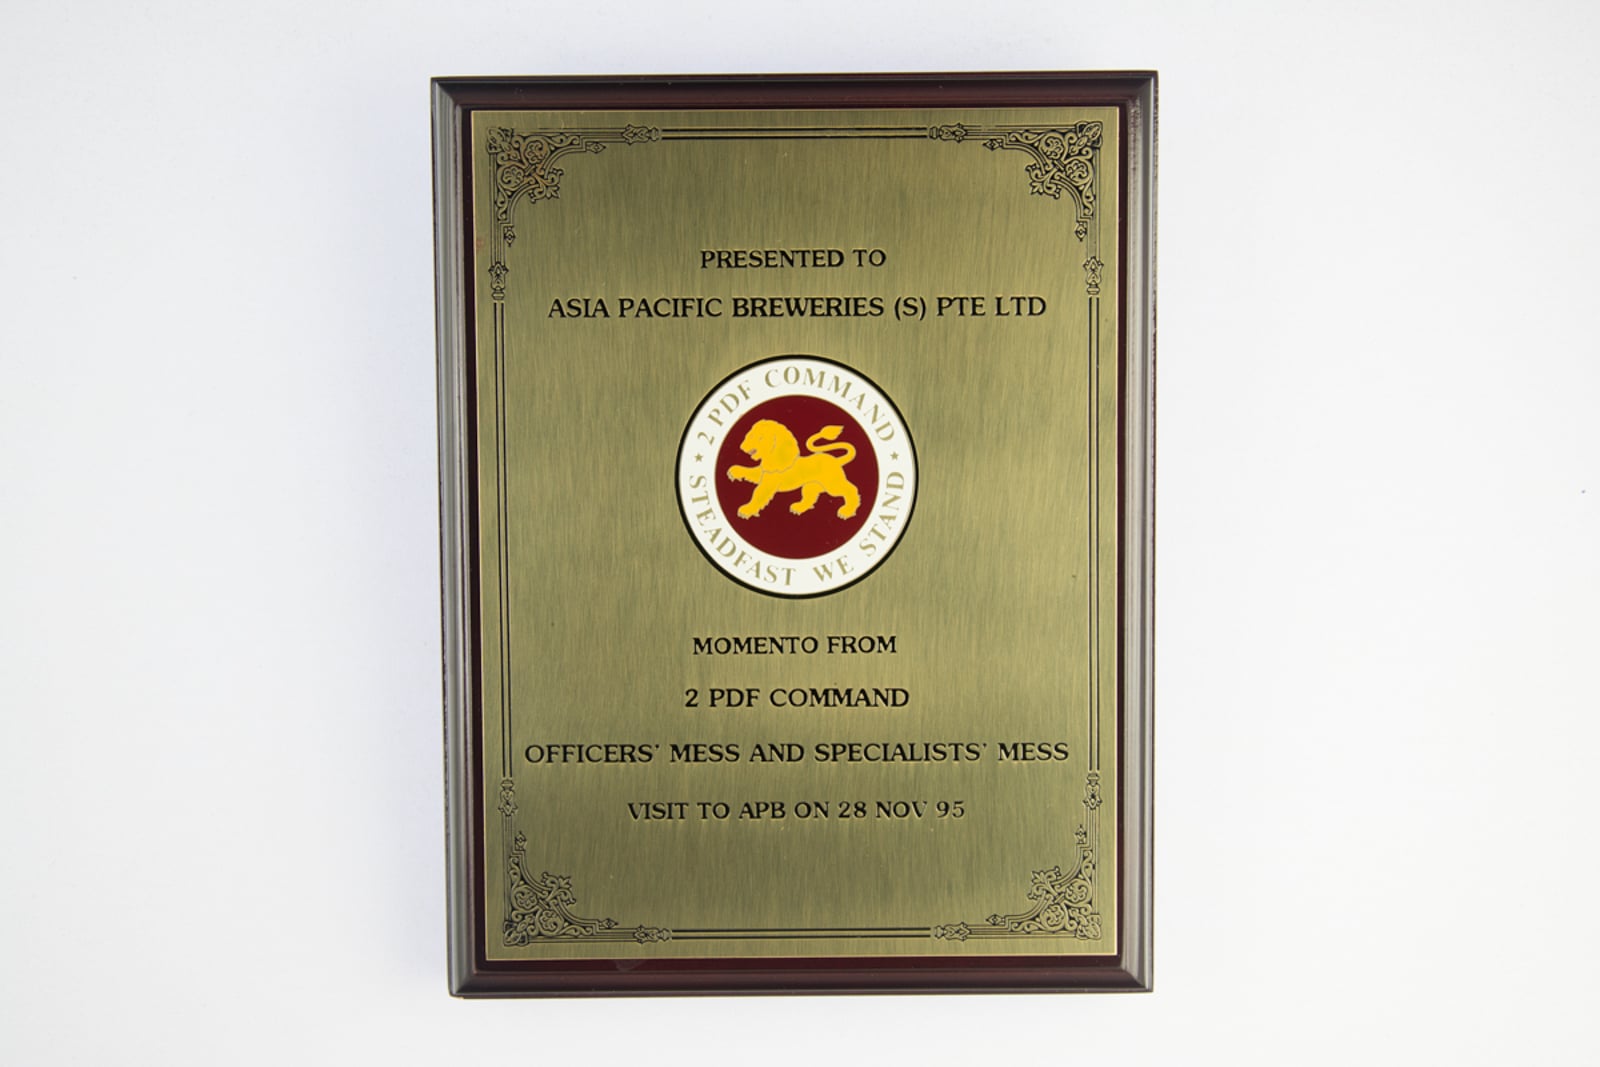 PRESENTED TO
ASIA PACIFIC BREWERIES (S) PTE LTD
2 PDF COMMAND
STEADFAST WE STAND
MOMENTO FROM
2 PDF COMMAND
OFFICERS' MESS AND SPECIALISTS' MESS
VISIT TO APB ON 28 NOV 95